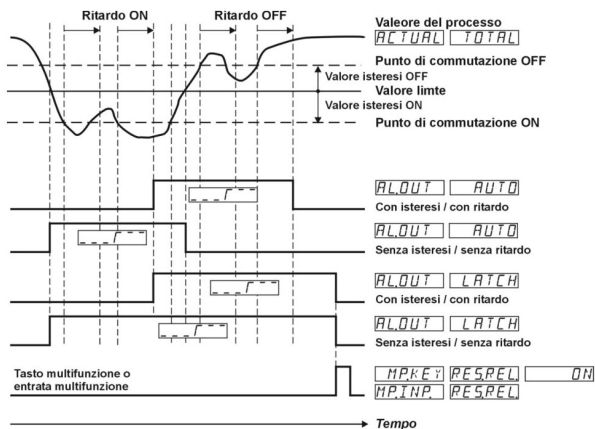 Ritardo ON
Ritardo OFF
Valeore del processo
ACTUAL TOTAL
Punto di commutazione OFF
Valore isteresi OFF
Valore limte
Valore isteresi ON
Punto di commutazione ON
AL.OUT AUTO
Con isteresi / con ritardo
AL.OUT AUTO
Senza isteresi / senza ritardo
AL.OUT LATCH
Con isteresi / con ritardo
AL.OUT LATCH
Senza isteresi / senza ritardo
Tasto multifunzione o
entrata multifunzione
MP.KEY RES.REL. ON
MP.INP. RES.REL.
Tempo